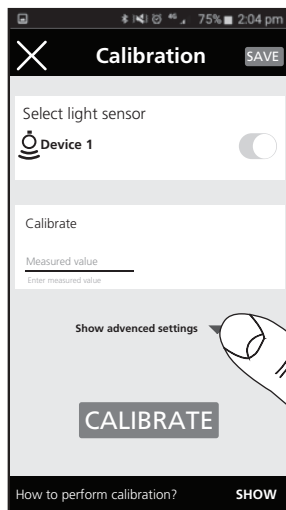 75% 2:04 pm
Calibration SAVE
Select light sensor
Device 1
Calibrate
Measured value
Enter measured value
Show advenced settings
CALIBRATE
How to perform calibration? SHOW